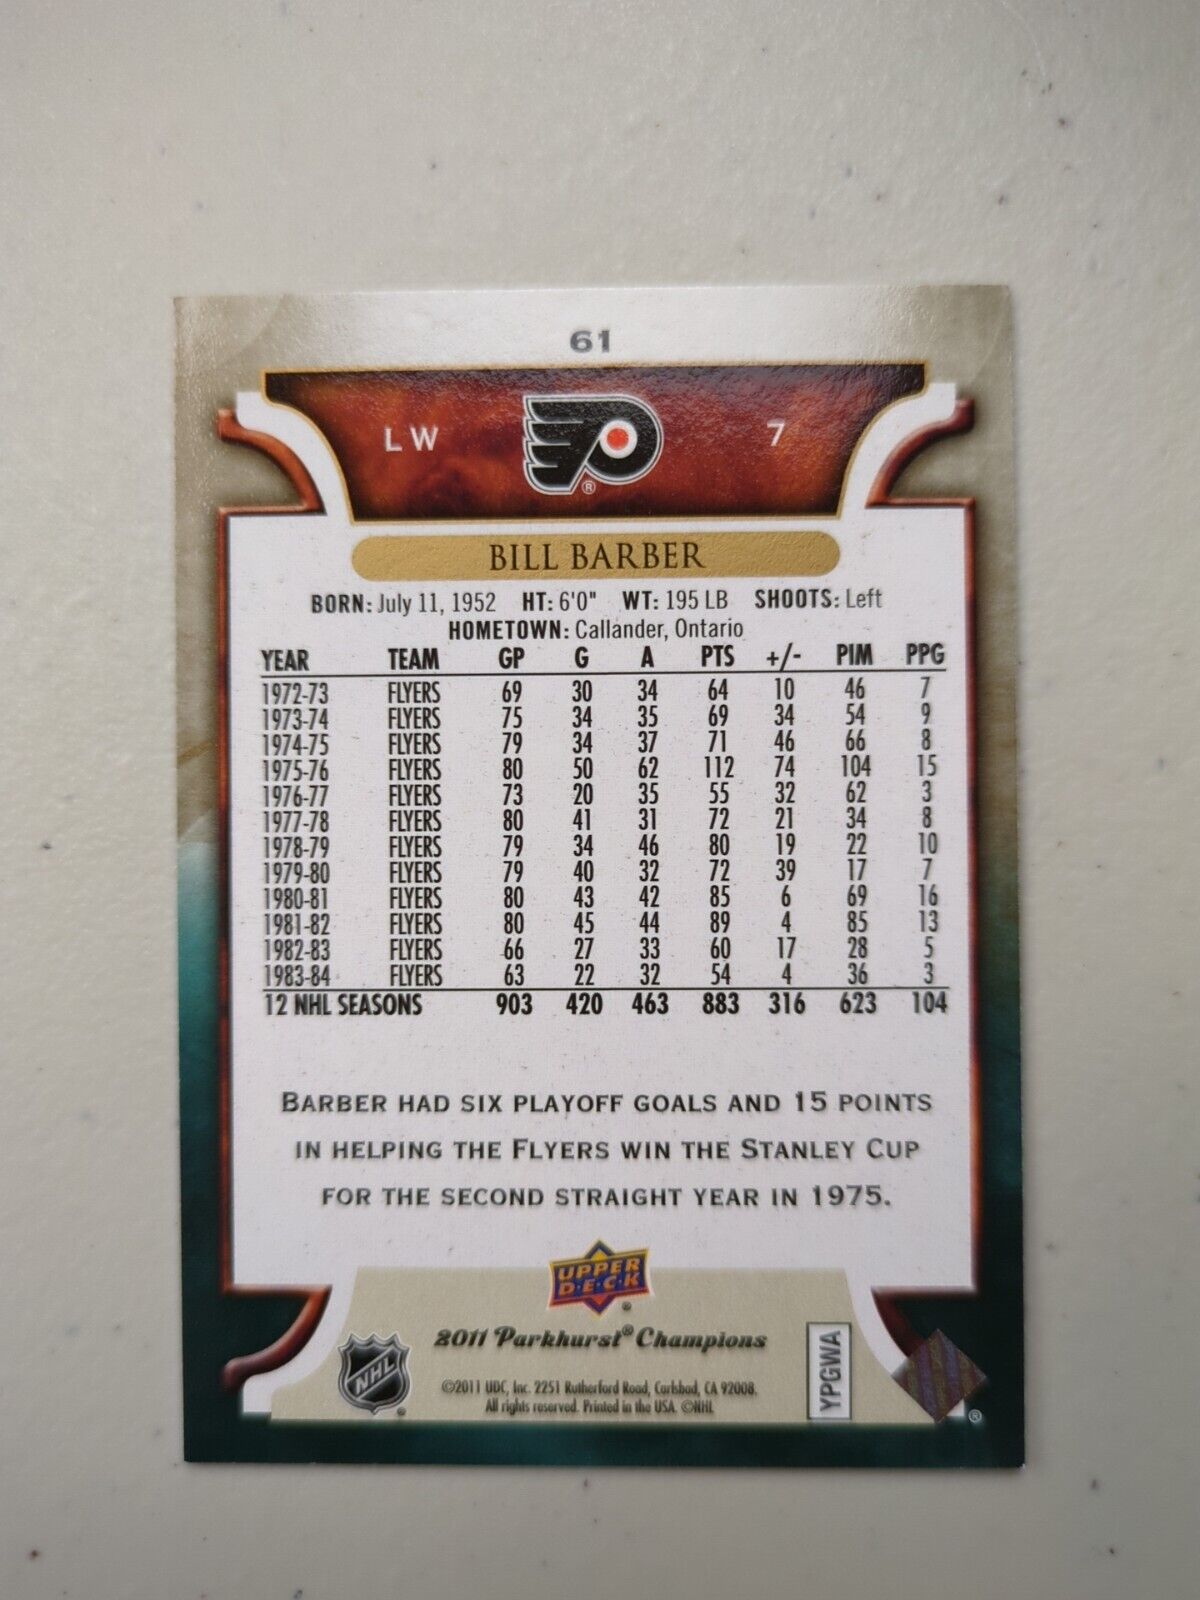 61
LW 7
®
BILL BARBER
BORN: July 11, 1952 HT: 6'0" WT: 195 LB SHOOTS: Left
HOMETOWN: Callander, Ontario
YEAR TEAM GP G A PTS +/- PIM PPG
1972-73 FLYERS 69 30 34 64 10 46 7
1973-74 FLYERS 75 34 35 69 34 54 9
1974-75 FLYERS 79 34 37 71 46 66 8
1975-76 FLYERS 80 50 62 112 74 104 15
1976-77 FLYERS 73 20 35 55 32 62 3
1977-78 FLYERS 80 41 31 72 21 34 8
1978-79 FLYERS 79 34 46 80 19 22 10
1979-80 FLYERS 79 40 32 72 39 17 7
1980-81 FLYERS 80 43 42 85 6 69 16
1981-82 FLYERS 80 45 44 89 4 85 13
1982-83 FLYERS 66 27 33 60 17 28 5
1983-84 FLYERS 63 22 32 54 4 36 3
12 NHL SEASONS 903 420 463 883 316 623 104
BARBER HAD SIX PLAYOFF GOALS AND 15 POINTS
IN HELPING THE FLYERS WIN THE STANLEY CUP
FOR THE SECOND STRAIGHT YEAR IN 1975.
UPPER
DECK
®
2011 Parkhurst® Champions
NHL
®
©2011 UDC, Inc. 2251 Rutherford Road, Carlsbad, CA 92008.
All rights reserved. Printed in the USA. ©NHL
YPGWA
®